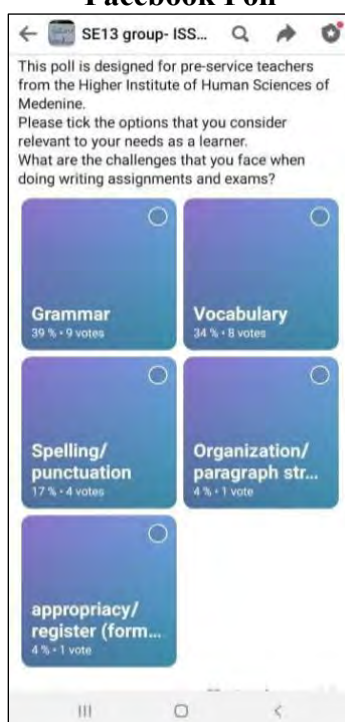 Facebook Poll
SE13 group- ISS...
This poll is designed for pre-service teachers
from the Higher Institute of Human Sciences of
Medenine.
Please tick the options that you consider
relevant to your needs as a learner.
What are the challenges that you face when
doing writing assignments and exams?
Grammar
39 % • 9 votes
Vocabulary
34 % • 8 votes
Spelling/
punctuation
17 % • 4 votes
Organization/
paragraph str...
4 % • 1 vote
appropriacy/
register (form...
4 % • 1 vote